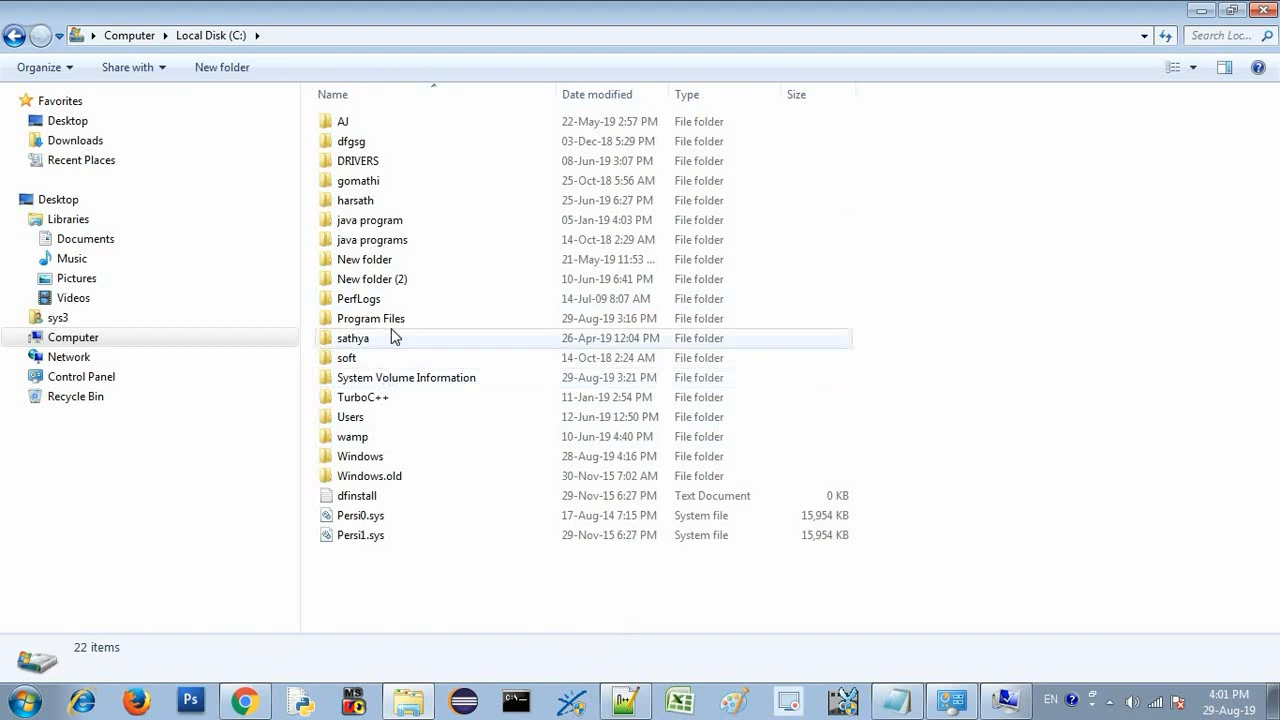 Computer Local Disk (C:) Search Loc...
Organize Share with New folder
Name Date modified Type Size
Favorites
Desktop
Downloads
Recent Places
Desktop
Libraries
Documents
Music
Pictures
Videos
sys3
Computer
Network
Control Panel
Recycle Bin
AJ 22-May-19 2:57 PM File folder
dfgsg 03-Dec-18 5:29 PM File folder
DRIVERS 08-Jun-19 3:07 PM File folder
gomathi 25-Oct-18 5:56 AM File folder
harsath 25-Jun-19 6:27 PM File folder
java program 05-Jan-19 4:03 PM File folder
java programs 14-Oct-18 2:29 AM File folder
New folder 21-May-19 11:53 ... File folder
New folder (2) 10-Jun-19 6:41 PM File folder
PerfLogs 14-Jul-09 8:07 AM File folder
Program Files 29-Aug-19 3:16 PM File folder
sathya 26-Apr-19 12:04 PM File folder
soft 14-Oct-18 2:24 AM File folder
System Volume Information 29-Aug-19 3:21 PM File folder
TurboC++ 11-Jan-19 2:54 PM File folder
Users 12-Jun-19 12:50 PM File folder
wamp 10-Jun-19 4:40 PM File folder
Windows 28-Aug-19 4:16 PM File folder
Windows.old 30-Nov-15 7:02 AM File folder
dfinstall 29-Nov-15 6:27 PM Text Document 0 KB
Persi0.sys 17-Aug-14 7:15 PM System file 15,954 KB
Persi1.sys 29-Nov-15 6:27 PM System file 15,954 KB
22 items
Ps MS C:\ EN 4:01 PM
29-Aug-19